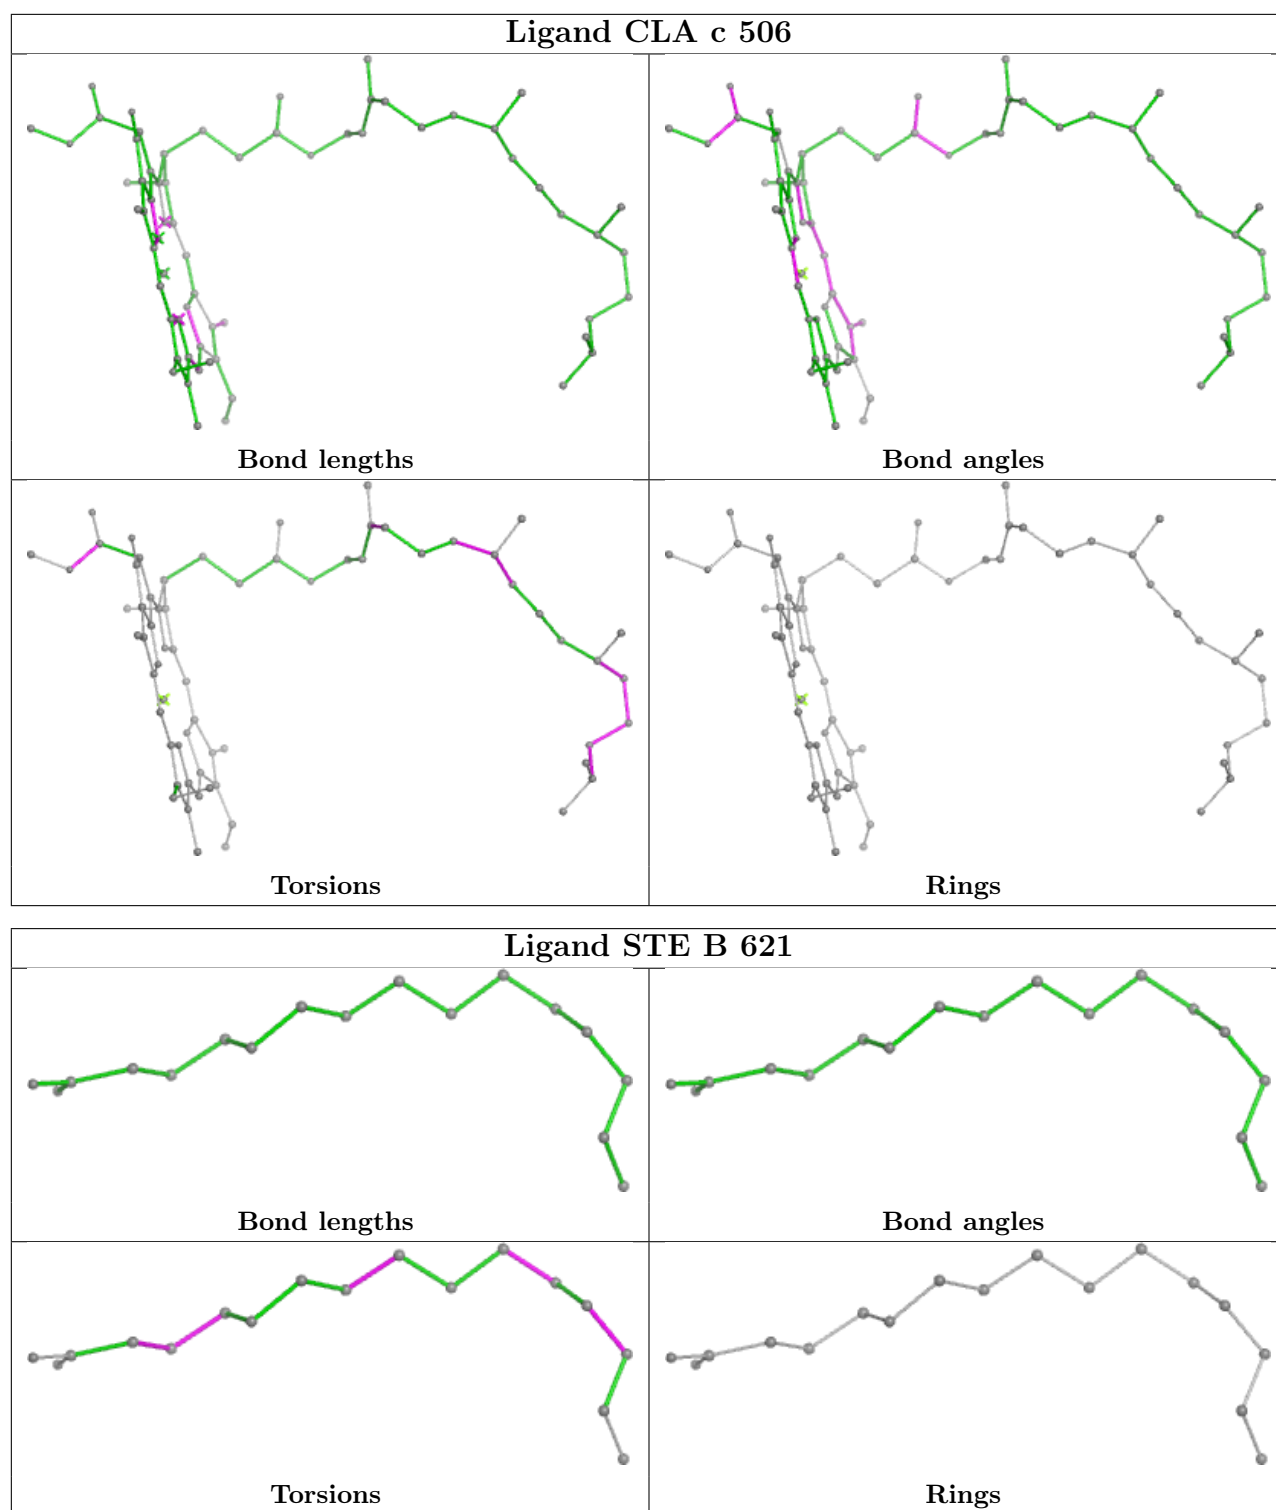 Ligand CLA c 506
Bond lengths
Bond angles
Torsions
Rings
Ligand STE B 621
Bond lengths
Bond angles
Torsions
Rings